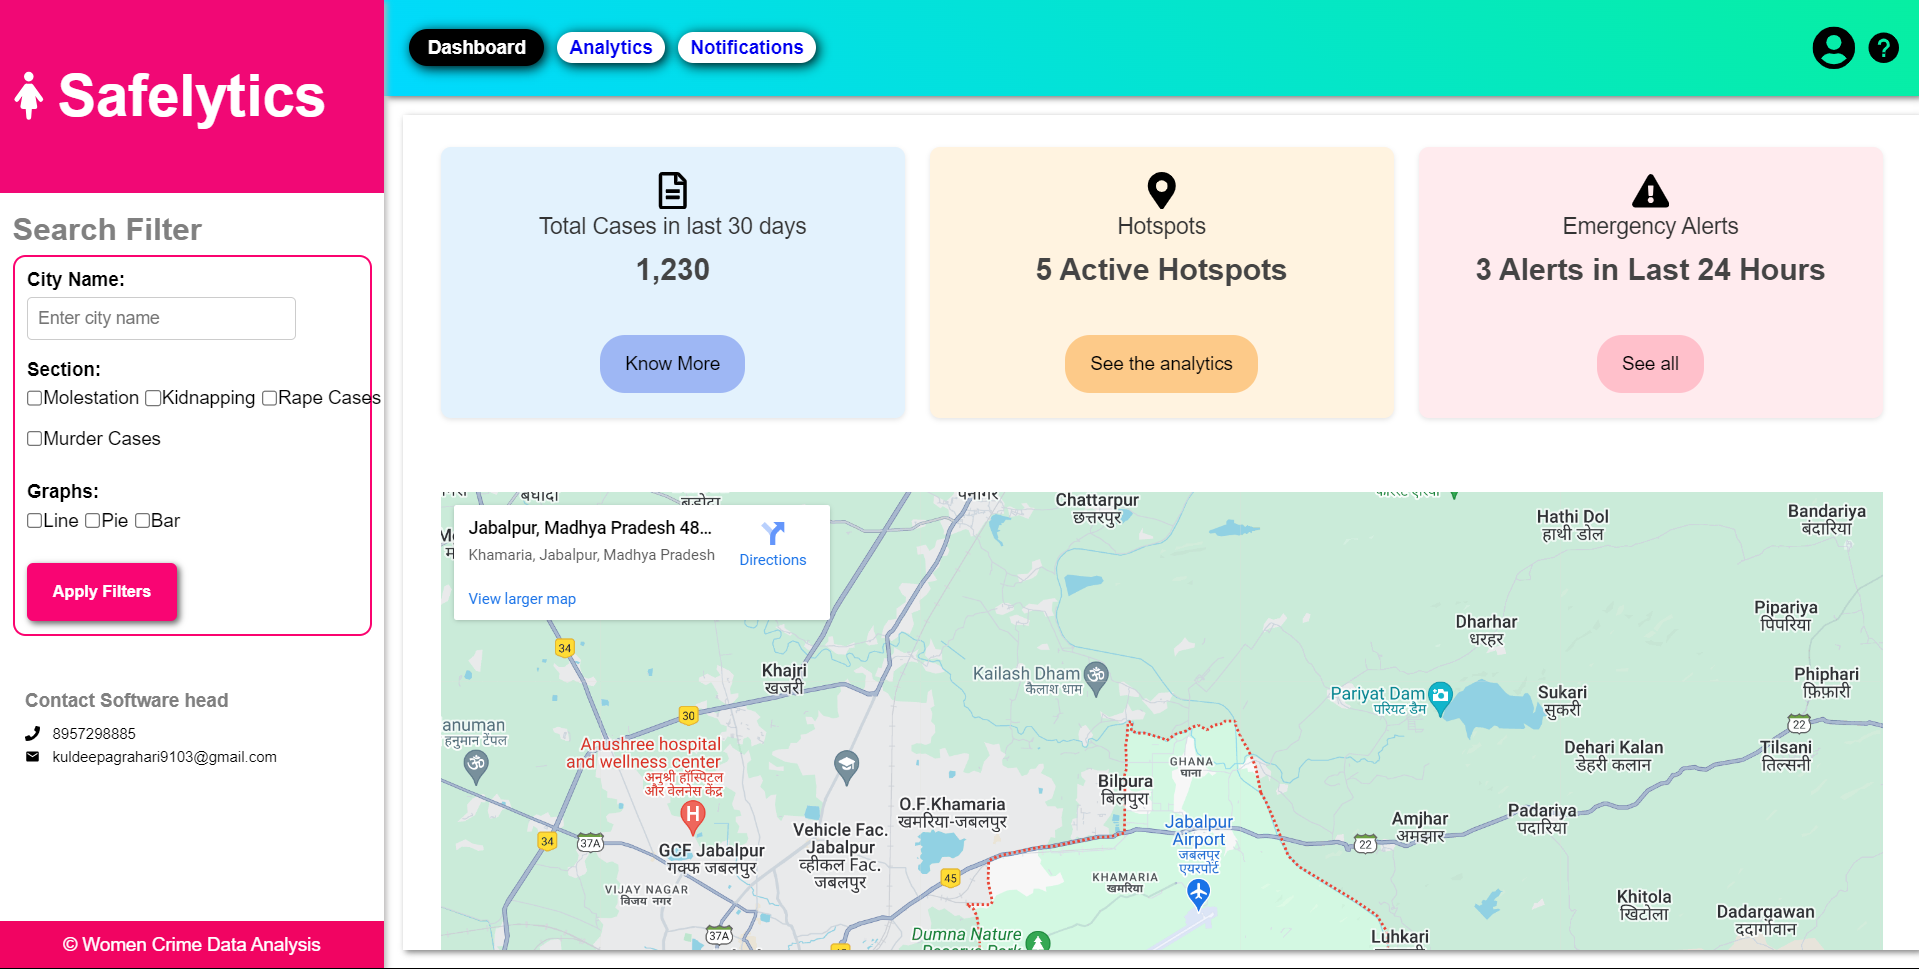 Safelytics
Dashboard
Analytics
Notifications
Search Filter
City Name:
Enter city name
Section:
Molestation Kidnapping Rape Cases
Murder Cases
Graphs:
Line Pie Bar
Apply Filters
Contact Software head
8957298885
kuldeepagrahari9103@gmail.com
© Women Crime Data Analysis
Total Cases in last 30 days
1,230
Know More
Hotspots
5 Active Hotspots
See the analytics
Emergency Alerts
3 Alerts in Last 24 Hours
See all
Jabalpur, Madhya Pradesh 48...
Khamaria, Jabalpur, Madhya Pradesh
Directions
View larger map
Chattarpur
छत्तरपुर
Hathi Dol
हाथी डोल
Bandariya
बंदारिया
Pipariya
पिपरिया
Dharhar
धरहर
34
Khajri
खजरी
Kailash Dham
कैलाश धाम
Pariyat Dam
परियट डैम
Sukari
सुकरी
Phiphari
फ़िफ़ारी
30
22
anuman
हनुमान टेंपल
Anushree hospital
and wellness center
अनुश्री हॉस्पिटल
और वेलनेस केंद्र
GHANA
घाना
Dehari Kalan
डेहरी कलान
Tilsani
तिल्सनी
Bilpura
बिलपुरा
O.F.Khamaria
खमरिया-जबलपुर
Jabalpur
Airport
जबलपुर
एयरपोर्ट
Amjhar
अमझार
Padariya
पदारिया
34
37A
Vehicle Fac.
Jabalpur
व्हीकल Fac.
जबलपुर
22
GCF Jabalpur
गक्फ जबलपुर
45
KHAMARIA
खमरिया
VIJAY NAGAR
विजय नगर
Khitola
खिटोला
Dadargawan
ददार्गावान
37A
Dumna Nature
Reserve Park
Luhkari